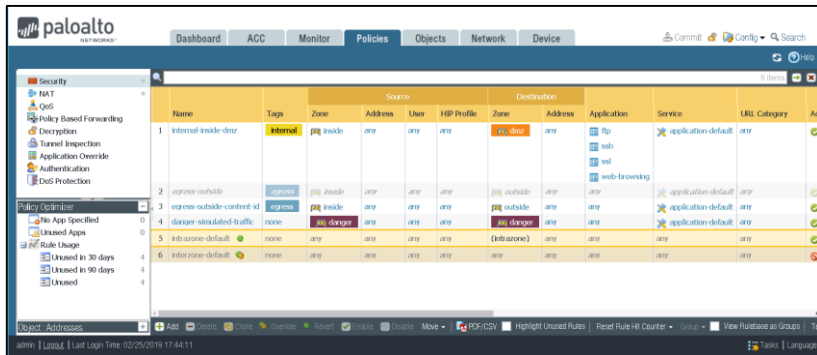 paloalto
NETWORKS
Dashboard ACC Monitor Policies Objects Network Device
Commit Config Search
Help
6 items
Security
NAT
QoS
Policy Based Forwarding
Decryption
Tunnel Inspection
Application Override
Authentication
DoS Protection
Policy Optimizer
No App Specified 0
Unused Apps 0
Rule Usage
Unused in 30 days 4
Unused in 90 days 4
Unused 4
Object : Addresses
Source Destination
Name Tags Zone Address User HIP Profile Zone Address Application Service URL Category
1 internal-inside-dmz internal inside any any any dmz any ftp application-default any
ssh
ssl
web-browsing
2 egress-outside egress inside any any any outside any any application-default any
3 egress-outside-content-id egress inside any any any outside any any application-default any
4 danger-simulated-traffic none danger any any any danger any any application-default any
5 intrazone-default none any any any any (intrazone) any any any any
6 interzone-default none any any any any any any any any any
Add Delete Clone Override Revert Enable Disable Move PDF/CSV Highlight Unused Rules Reset Rule Hit Counter Group View Rulebase as Groups
admin | Logout | Last Login Time: 02/25/2019 17:44:11
Tasks | Language